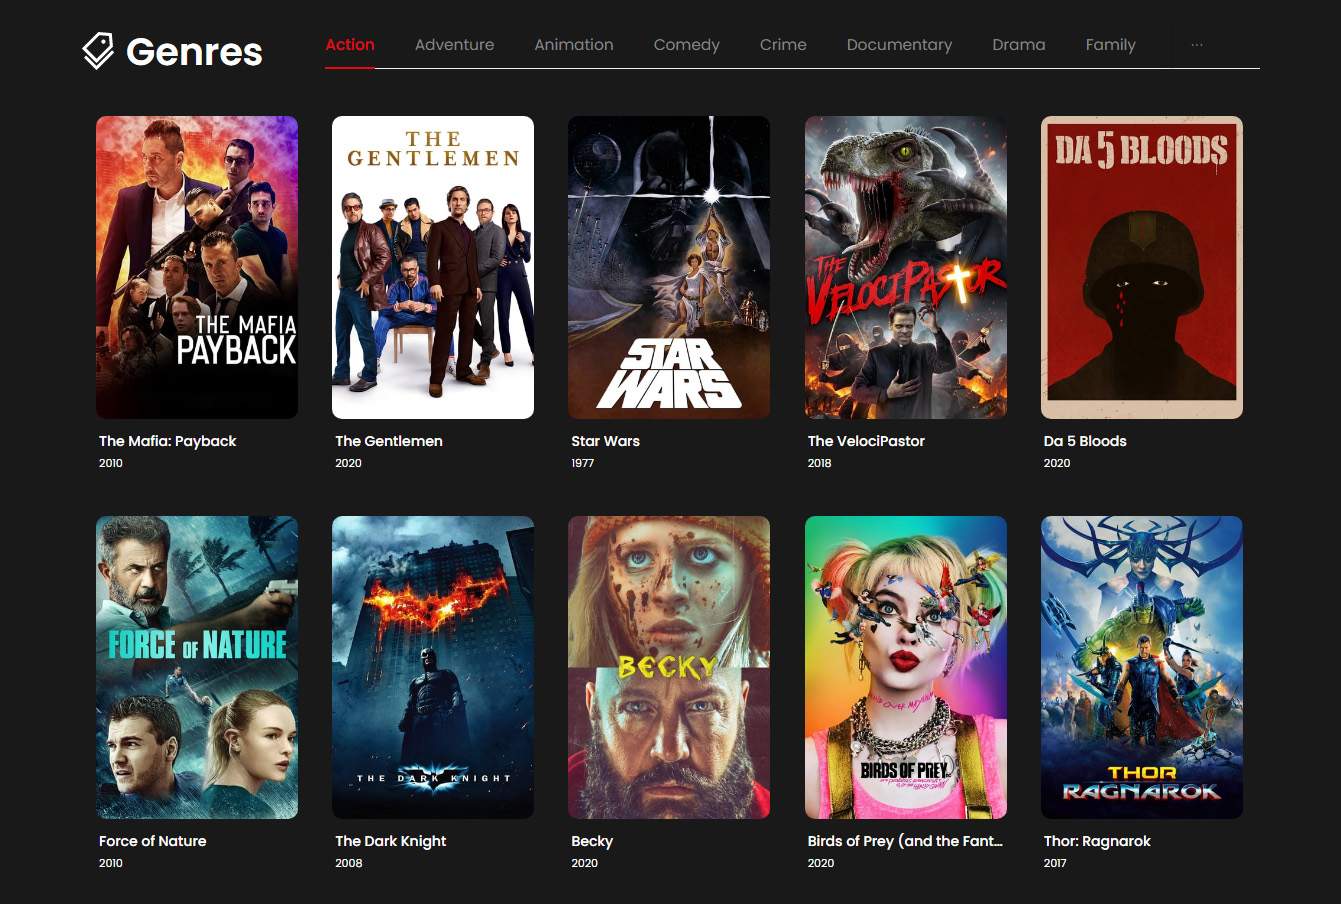 Genres
Action Adventure Animation Comedy Crime Documentary Drama Family ...
THE MAFIA
PAYBACK
THE
GENTLEMEN
STAR
WARS
THE
VELOCIPASTOR
DA 5 BLOODS
The Mafia: Payback
2010
The Gentlemen
2020
Star Wars
1977
The VelociPastor
2018
Da 5 Bloods
2020
FORCE OF NATURE
THE DARK KNIGHT
BECKY
MIND OVER MAYHEM
BIRDS OF PREY
THOR
RAGNAROK
Force of Nature
2010
The Dark Knight
2008
Becky
2020
Birds of Prey (and the Fant...
2020
Thor: Ragnarok
2017